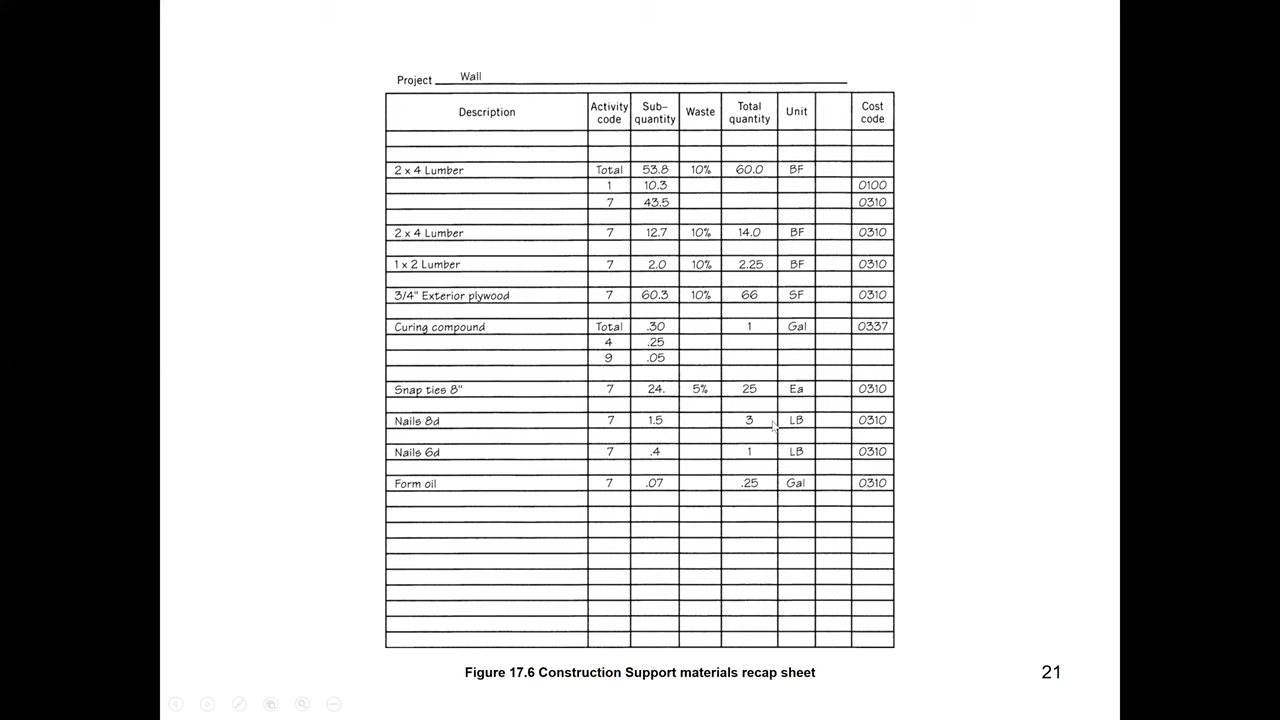 Project Wall
Description Activity code Sub-quantity Waste Total quantity Unit Cost code
2 x 4 Lumber Total 53.8 10% 60.0 BF
1 10.3 0100
7 43.5 0310
2 x 4 Lumber 7 12.7 10% 14.0 BF 0310
1 x 2 Lumber 7 2.0 10% 2.25 BF 0310
3/4" Exterior plywood 7 60.3 10% 66 SF 0310
Curing compound Total .30 1 Gal 0337
4 .25
9 .05
Snap ties 8" 7 24. 5% 25 Ea 0310
Nails 8d 7 1.5 3 LB 0310
Nails 6d 7 .4 1 LB 0310
Form oil 7 .07 .25 Gal 0310
Figure 17.6 Construction Support materials recap sheet
21